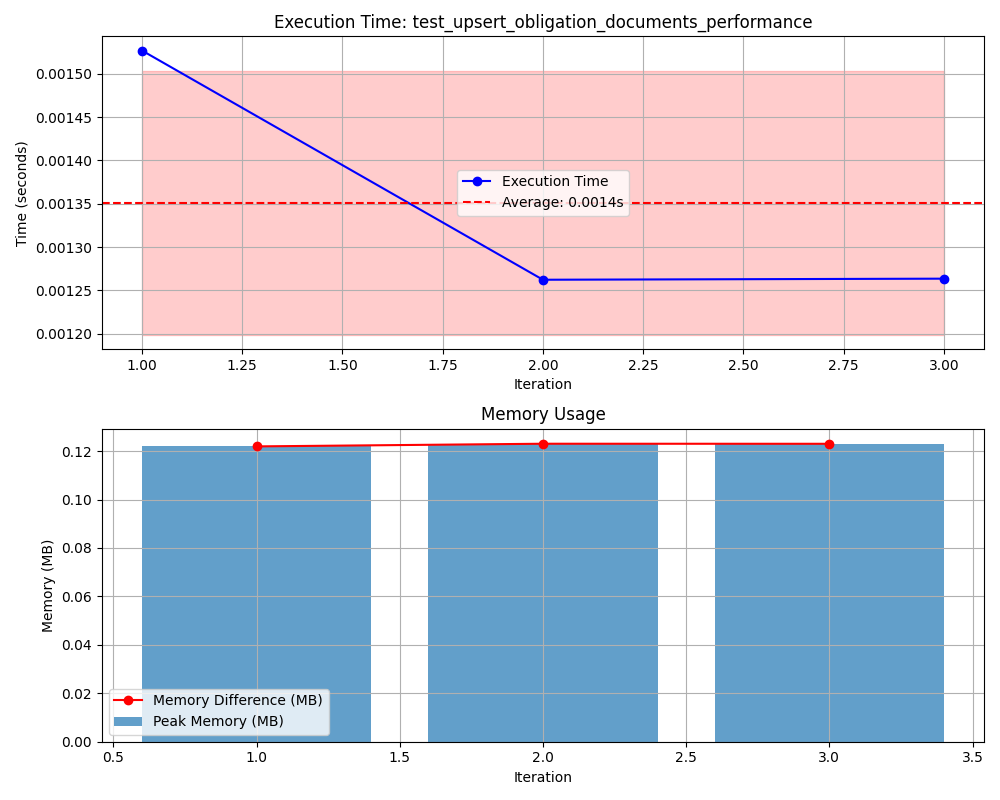 Execution Time: test_upsert_obligation_documents_performance
0.00150
0.00145
0.00140
0.00135
0.00130
0.00125
0.00120
Time (seconds)
Execution Time
Average: 0.0014s
1.00 1.25 1.50 1.75 2.00 2.25 2.50 2.75 3.00
Iteration
Memory Usage
0.12
0.10
0.08
0.06
0.04
0.02
0.00
Memory (MB)
Memory Difference (MB)
Peak Memory (MB)
0.5 1.0 1.5 2.0 2.5 3.0 3.5
Iteration